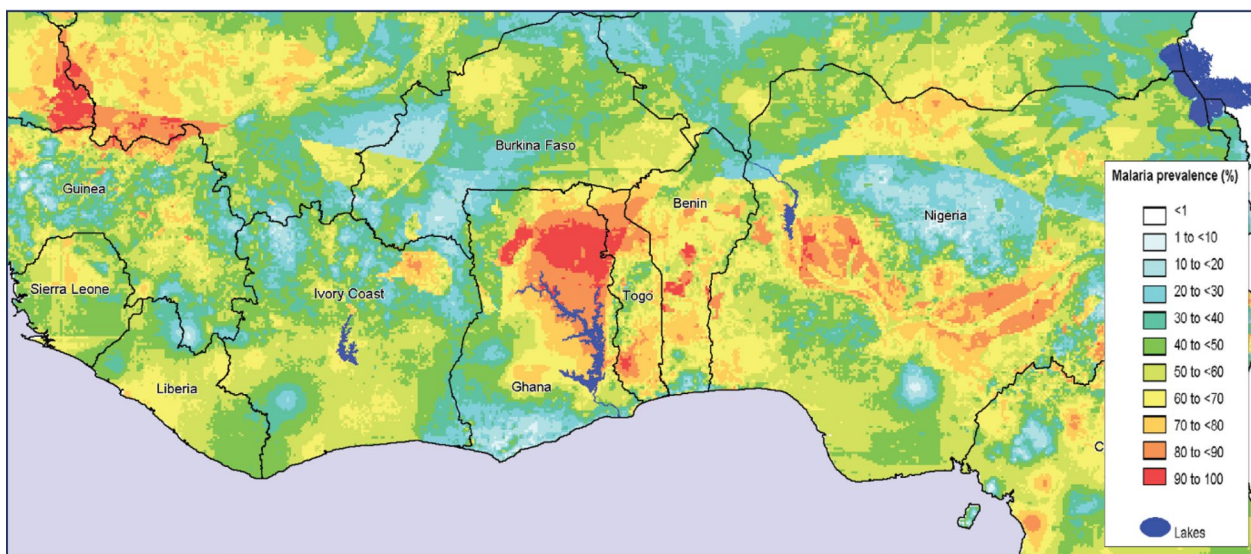 Burkina Faso
Guinea
Benin
Nigeria
Sierra Leone
Ivory Coast
Togo
Liberia
Ghana
C
Malaria prevalence (%)
<1
1 to <10
10 to <20
20 to <30
30 to <40
40 to <50
50 to <60
60 to <70
70 to <80
80 to <90
90 to 100
Lakes